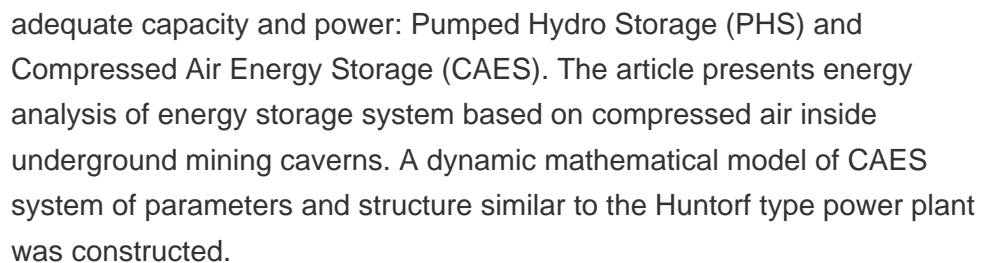 adequate capacity and power: Pumped Hydro Storage (PHS) and
Compressed Air Energy Storage (CAES). The article presents energy
analysis of energy storage system based on compressed air inside
underground mining caverns. A dynamic mathematical model of CAES
system of parameters and structure similar to the Huntorf type power plant
was constructed.